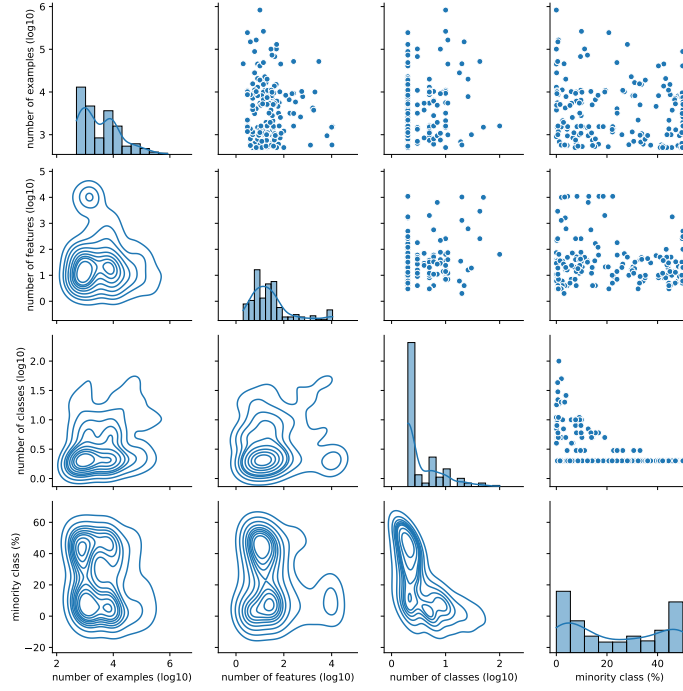 6
5
4
3
number of examples (log10)
5
4
3
2
1
0
number of features (log10)
2.0
1.5
1.0
0.5
0.0
number of classes (log10)
60
40
20
0
−20
minority class (%)
2 4 6
number of examples (log10)
0 2 4
number of features (log10)
0 1 2
number of classes (log10)
0 20 40
minority class (%)